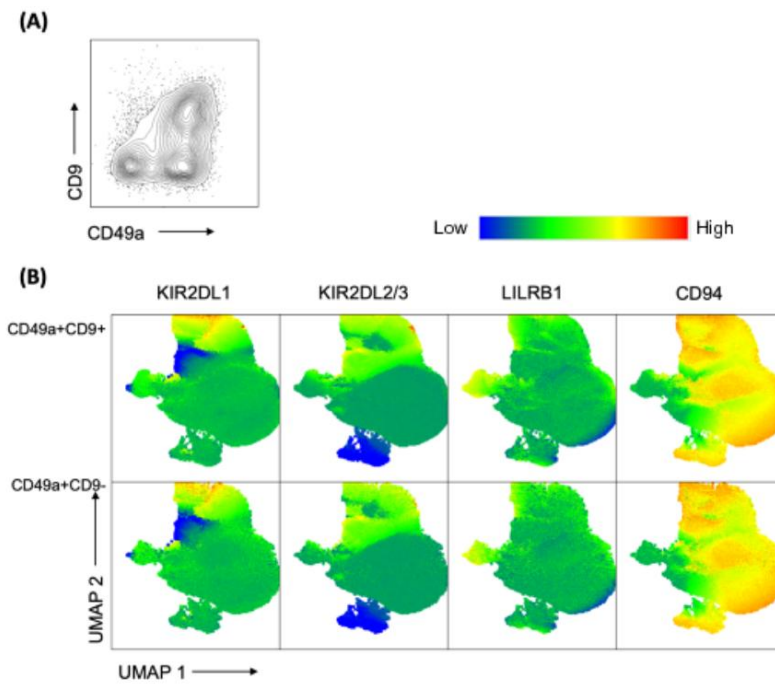 (A)
CD9
CD49a
Low High
(B)
KIR2DL1 KIR2DL2/3 LILRB1 CD94
CD49a+CD9+
CD49a+CD9-
UMAP 2
UMAP 1